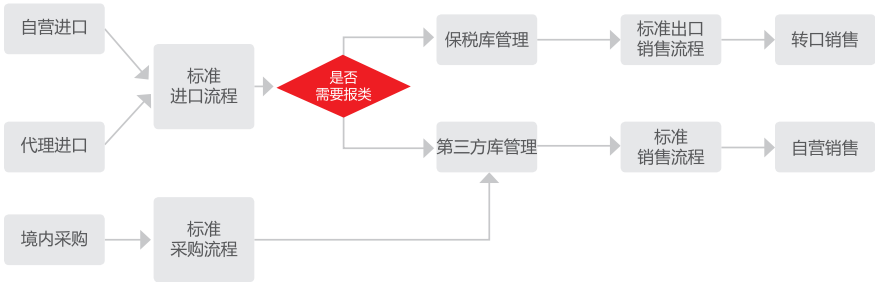 自营进口
代理进口
境内采购
标准
进口流程
标准
采购流程
是否
需要报类
保税库管理
第三方库管理
标准出口
销售流程
标准
销售流程
转口销售
自营销售